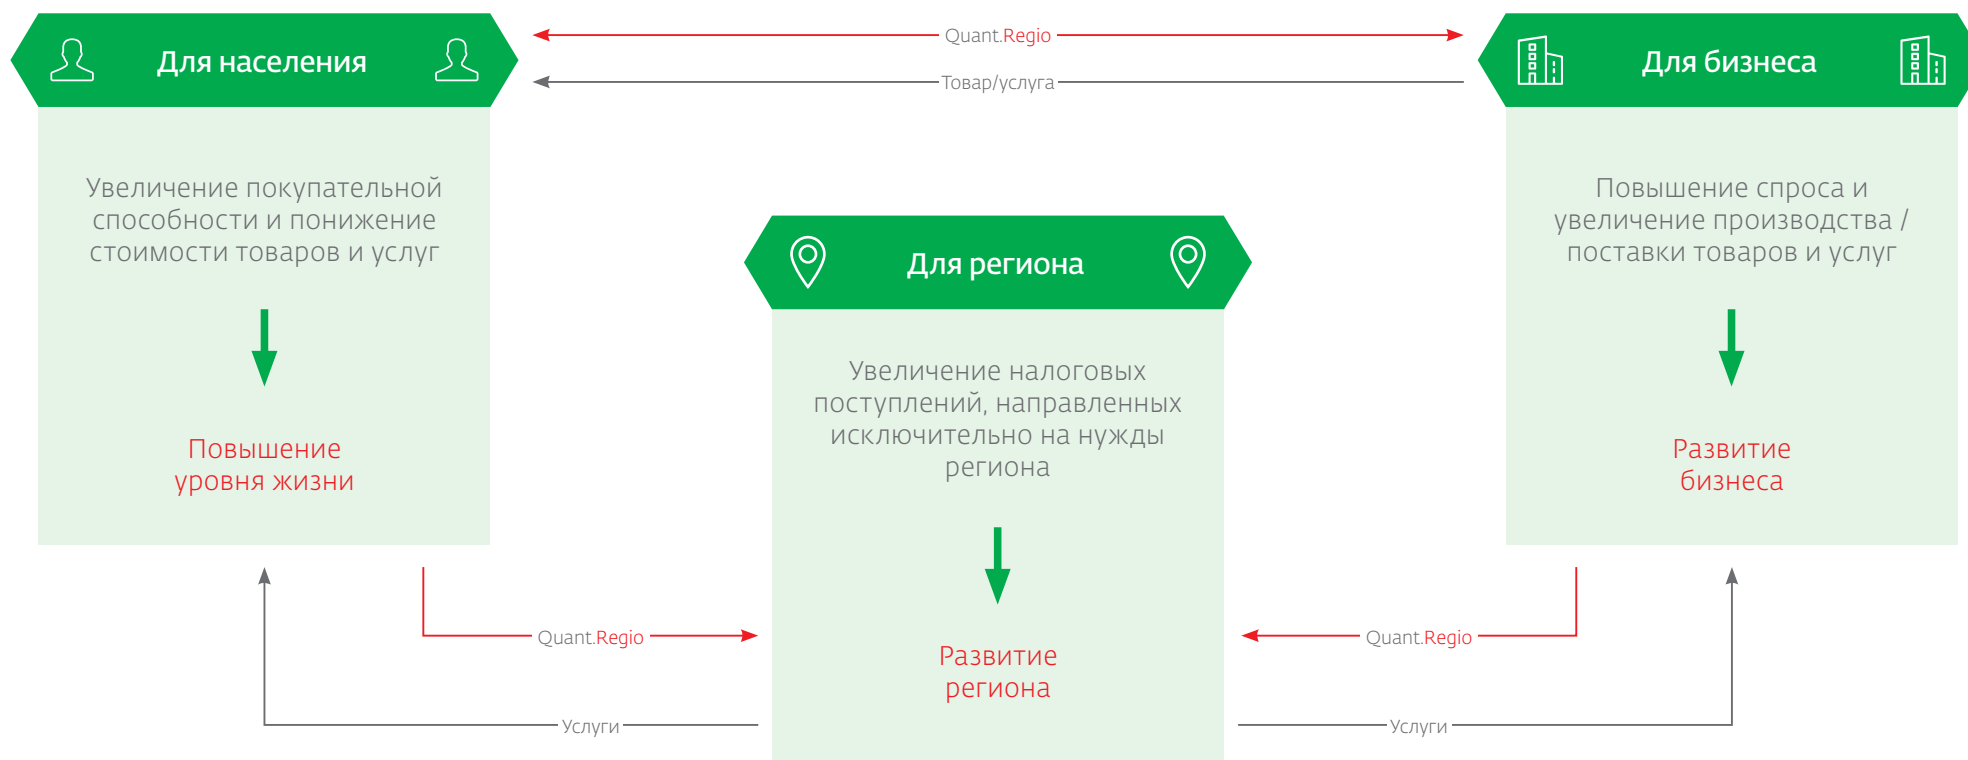 Для населения
Quant.Regio
Товар/услуга
Для бизнеса
Увеличение покупательной
способности и понижение
стоимости товаров и услуг
Повышение
уровня жизни
Для региона
Увеличение налоговых
поступлений, направленных
исключительно на нужды
региона
Развитие
региона
Повышение спроса и
увеличение производства /
поставки товаров и услуг
Развитие
бизнеса
Quant.Regio
Quant.Regio
Услуги
Услуги